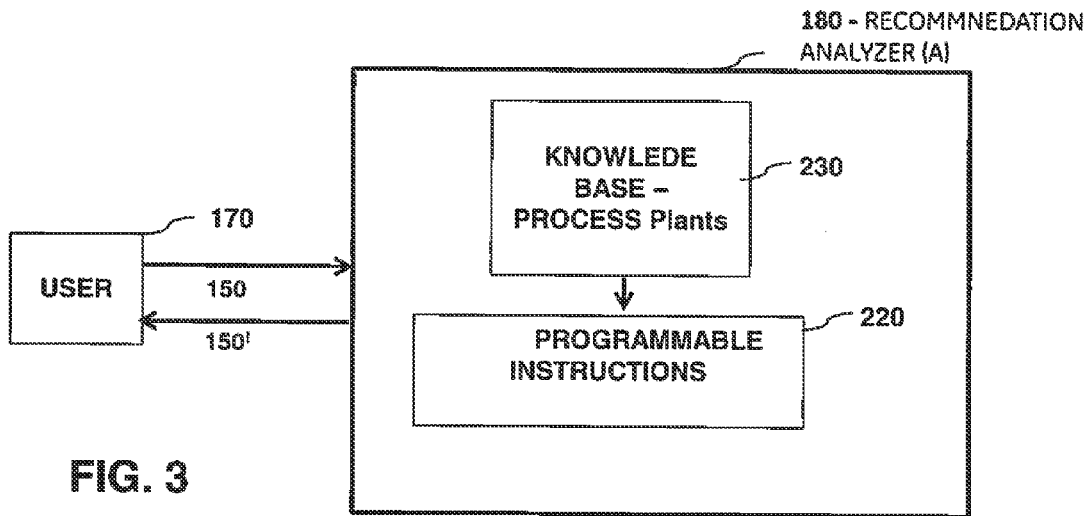 180 - RECOMMNEDATION
ANALYZER (A)
KNOWLEDE
BASE –
PROCESS Plants
230
170
USER
150
150'
PROGRAMMABLE
INSTRUCTIONS
220
FIG. 3